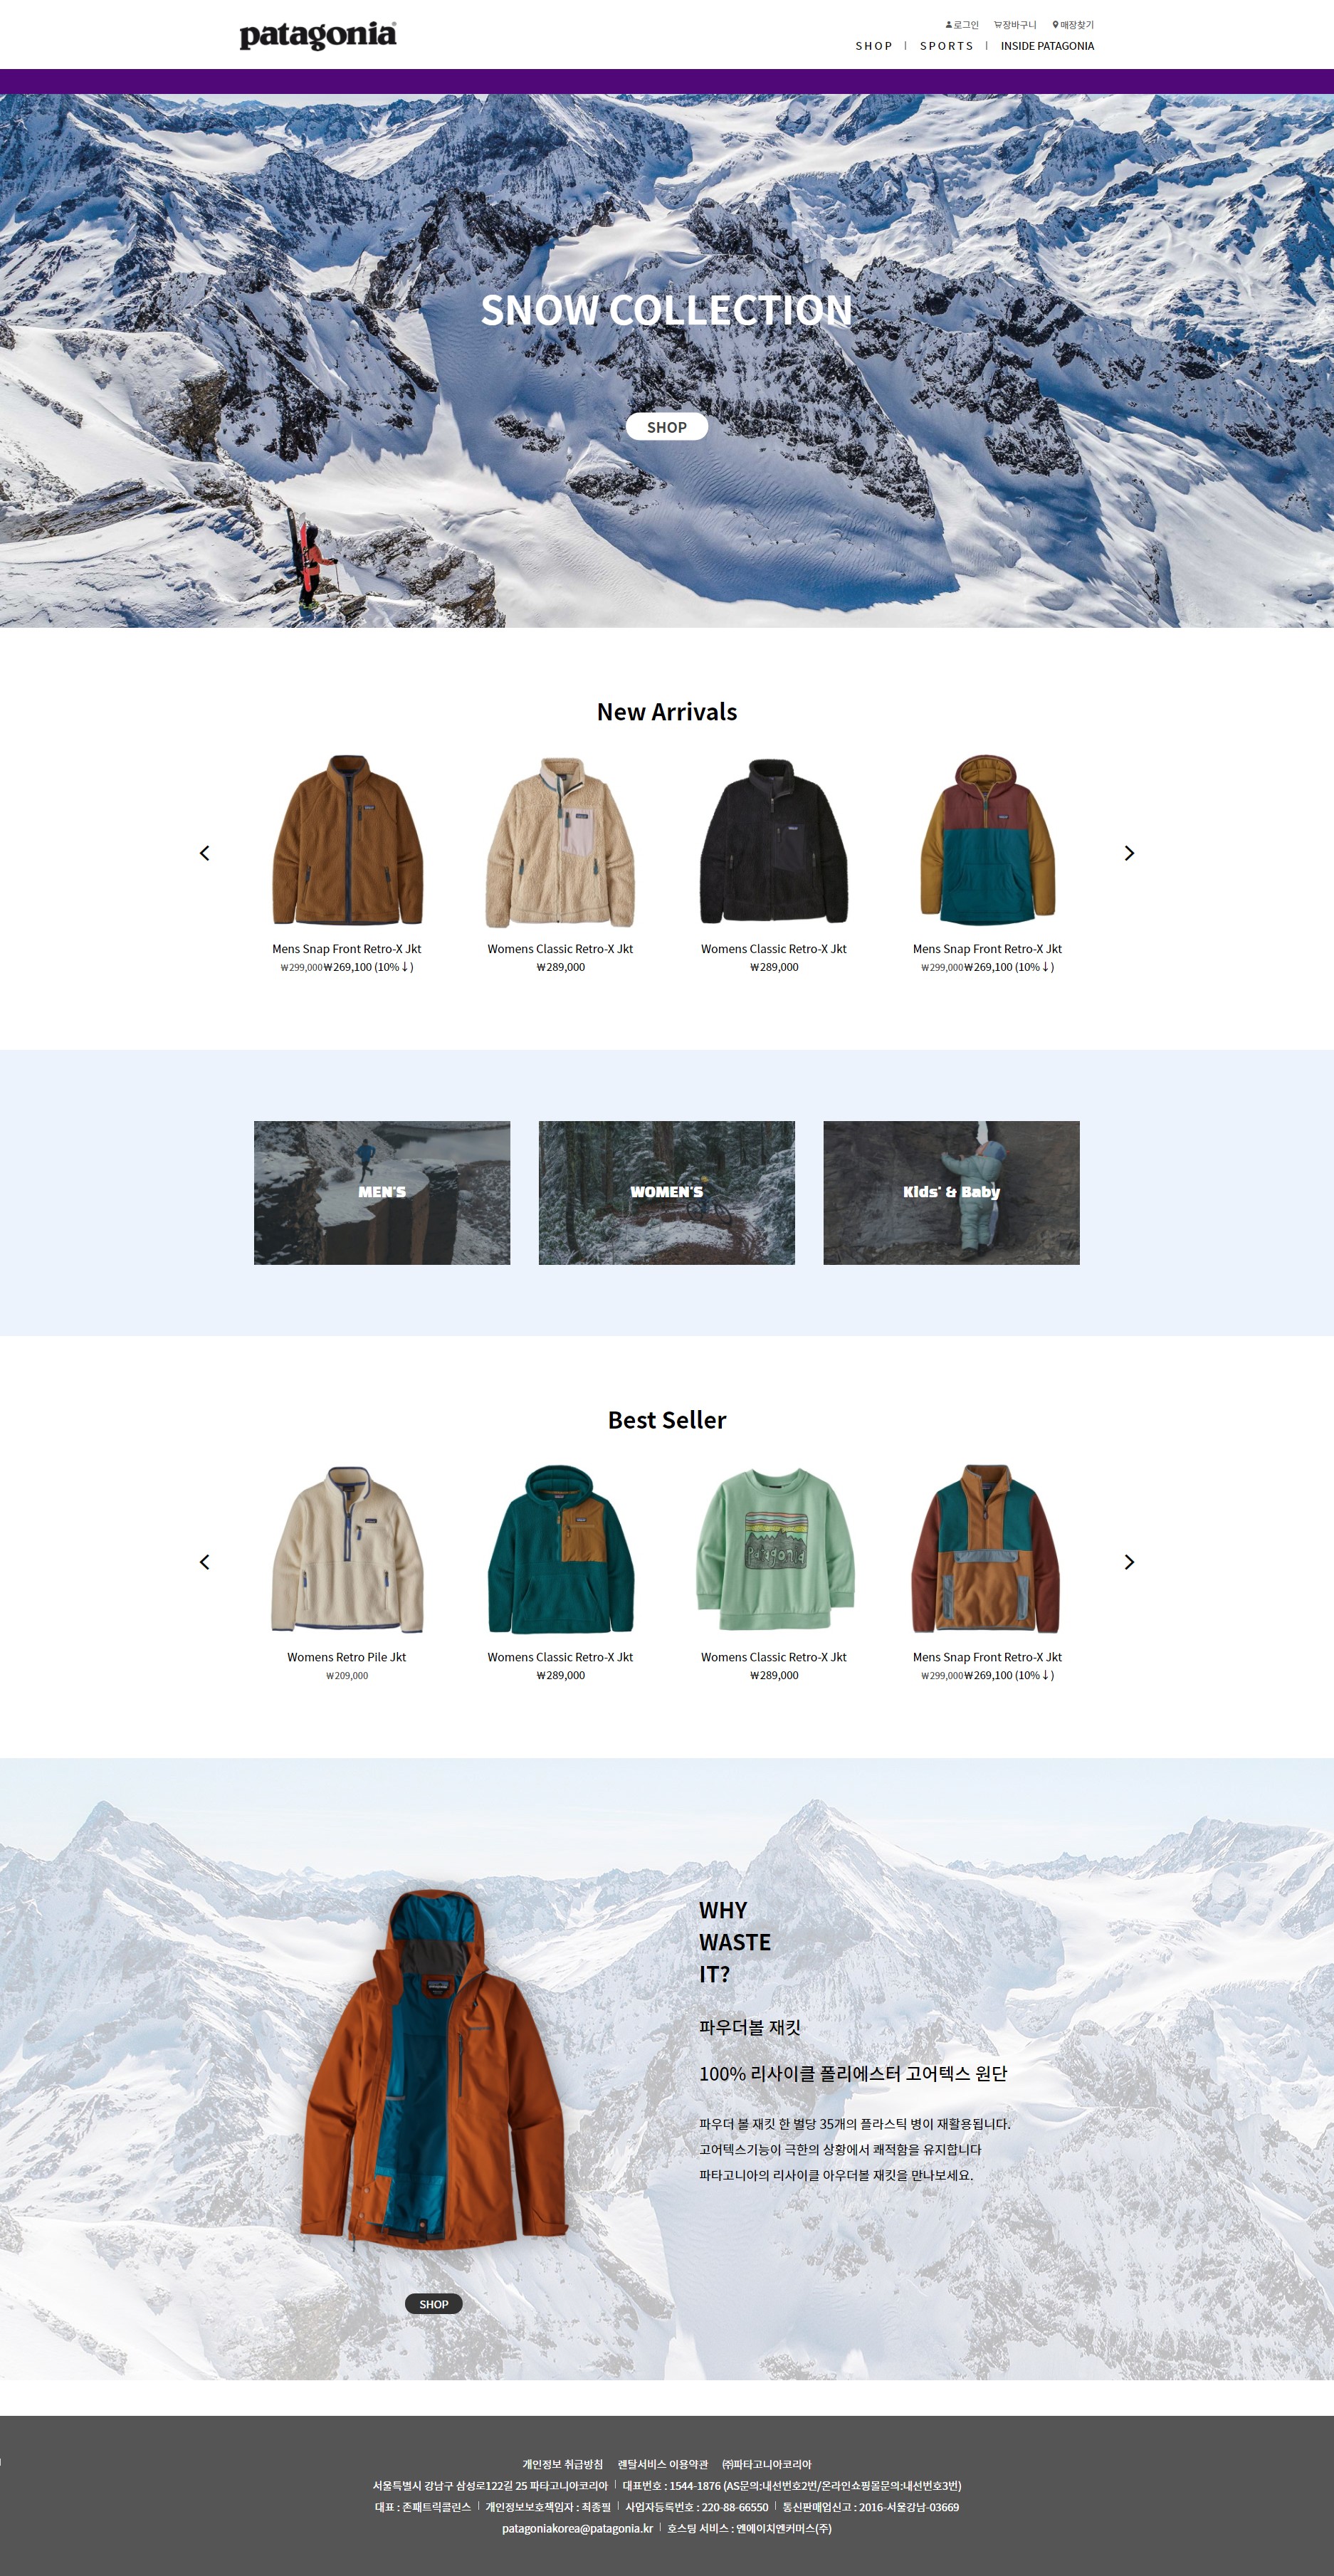 patagonia®
로그인 장바구니 매장찾기
SHOP | SPORTS | INSIDE PATAGONIA
SNOW COLLECTION
SHOP
New Arrivals
Mens Snap Front Retro-X Jkt
₩299,000₩269,100 (10%↓)
Womens Classic Retro-X Jkt
₩289,000
Womens Classic Retro-X Jkt
₩289,000
Mens Snap Front Retro-X Jkt
₩299,000₩269,100 (10%↓)
MEN'S
WOMEN'S
Kids' & Baby
Best Seller
Womens Retro Pile Jkt
₩209,000
Womens Classic Retro-X Jkt
₩289,000
patagonia
Womens Classic Retro-X Jkt
₩289,000
Mens Snap Front Retro-X Jkt
₩299,000₩269,100 (10%↓)
WHY
WASTE
IT?
파우더볼 재킷
100% 리사이클 폴리에스터 고어텍스 원단
파우더 볼 재킷 한 벌당 35개의 플라스틱 병이 재활용됩니다.
고어텍스기능이 극한의 상황에서 쾌적함을 유지합니다
파타고니아의 리사이클 아우더볼 재킷을 만나보세요.
SHOP
개인정보 취급방침 렌탈서비스 이용약관 ㈜파타고니아코리아
서울특별시 강남구 삼성로122길 25 파타고니아코리아 | 대표번호 : 1544-1876 (AS문의:내선번호2번/온라인쇼핑몰문의:내선번호3번)
대표 : 존패트릭콜린스 | 개인정보보호책임자 : 최종필 | 사업자등록번호 : 220-88-66550 | 통신판매업신고 : 2016-서울강남-03669
patagoniakorea@patagonia.kr | 호스팅 서비스 : 엔에이치엔커머스(주)